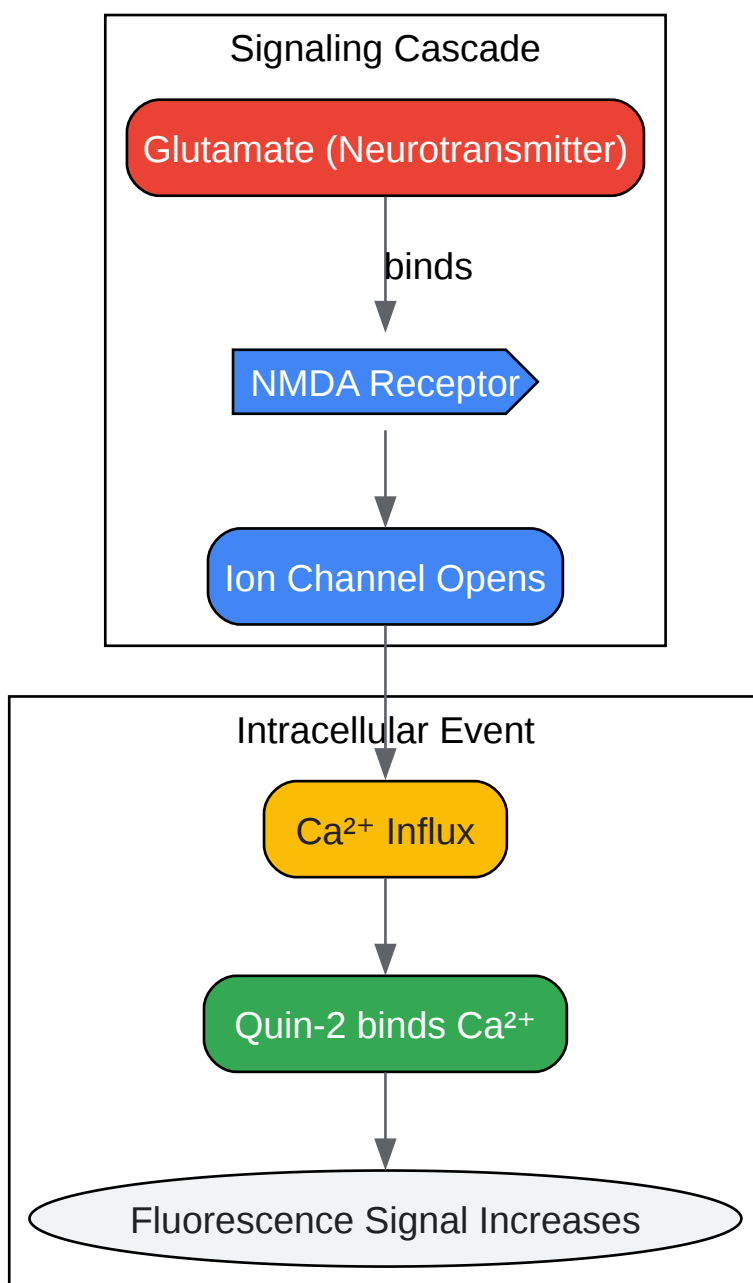 Signaling Cascade
Glutamate (Neurotransmitter)
binds
NMDA Receptor
Ion Channel Opens
Intracellular Event
Ca²⁺ Influx
Quin-2 binds Ca²⁺
Fluorescence Signal Increases